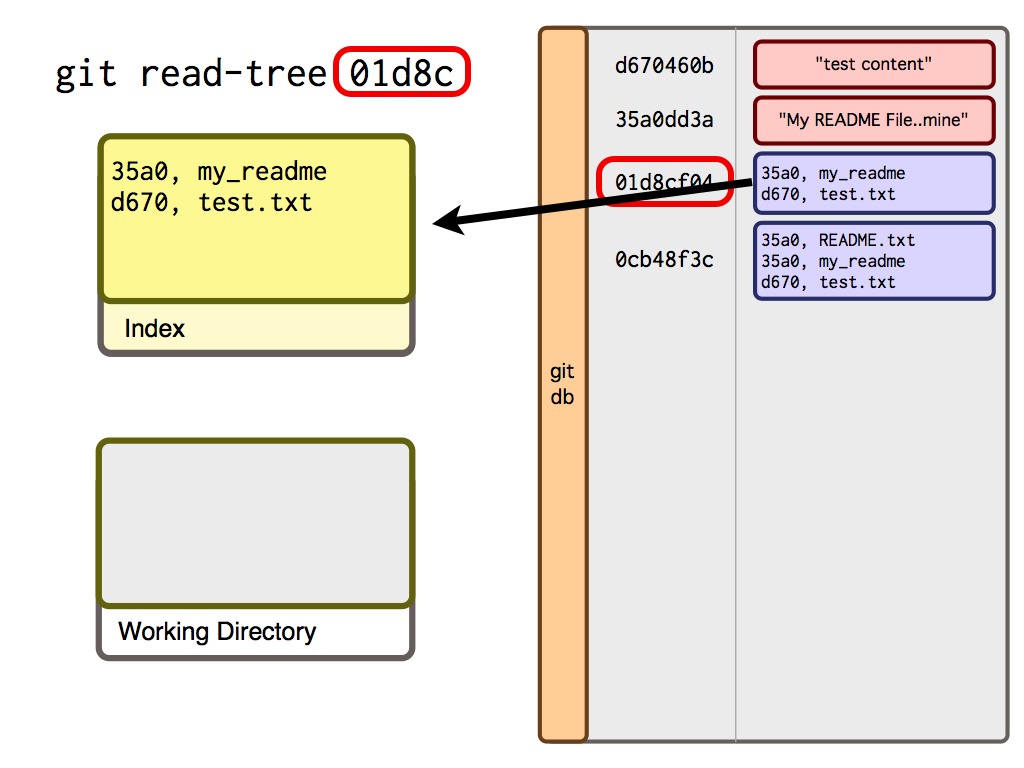 git read-tree 01d8c
35a0, my_readme
d670, test.txt
Index
Working Directory
git
db
d670460b
"test content"
35a0dd3a
"My README File..mine"
01d8cf04
35a0, my_readme
d670, test.txt
0cb48f3c
35a0, README.txt
35a0, my_readme
d670, test.txt